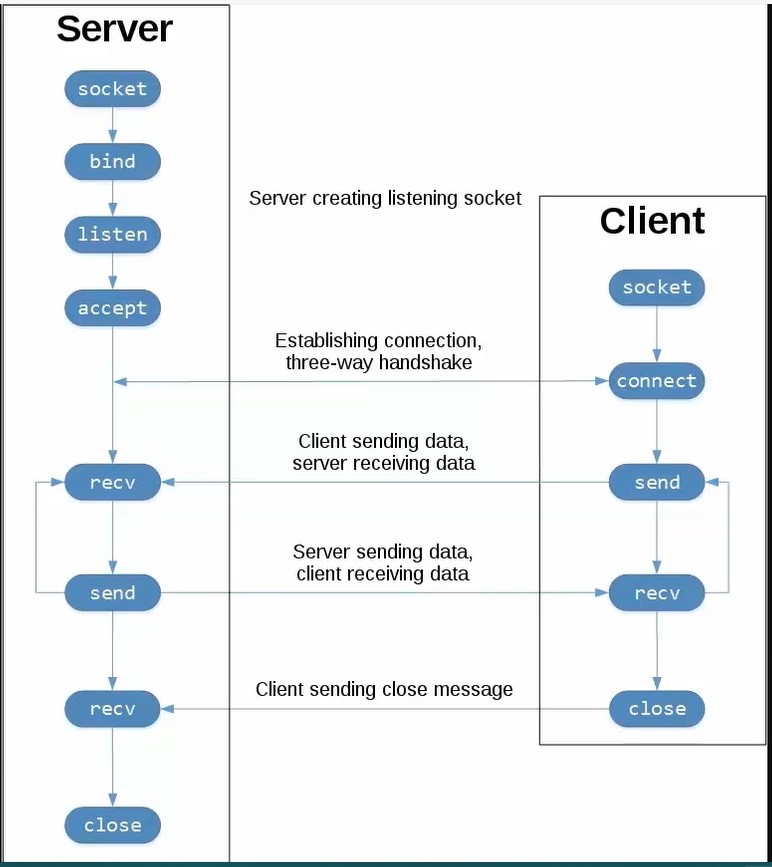 Server
socket
bind
listen
accept
recv
send
recv
close
Server creating listening socket
Establishing connection,
three-way handshake
Client sending data,
server receiving data
Server sending data,
client receiving data
Client sending close message
Client
socket
connect
send
recv
close